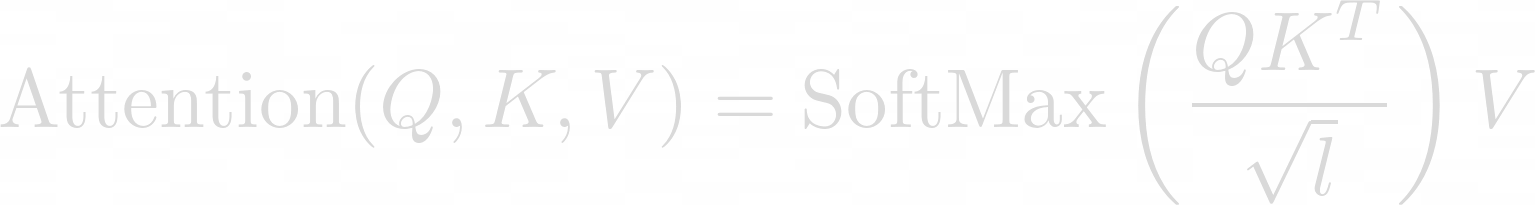 Attention(Q, K, V) = SoftMax(QK^T / √l) V